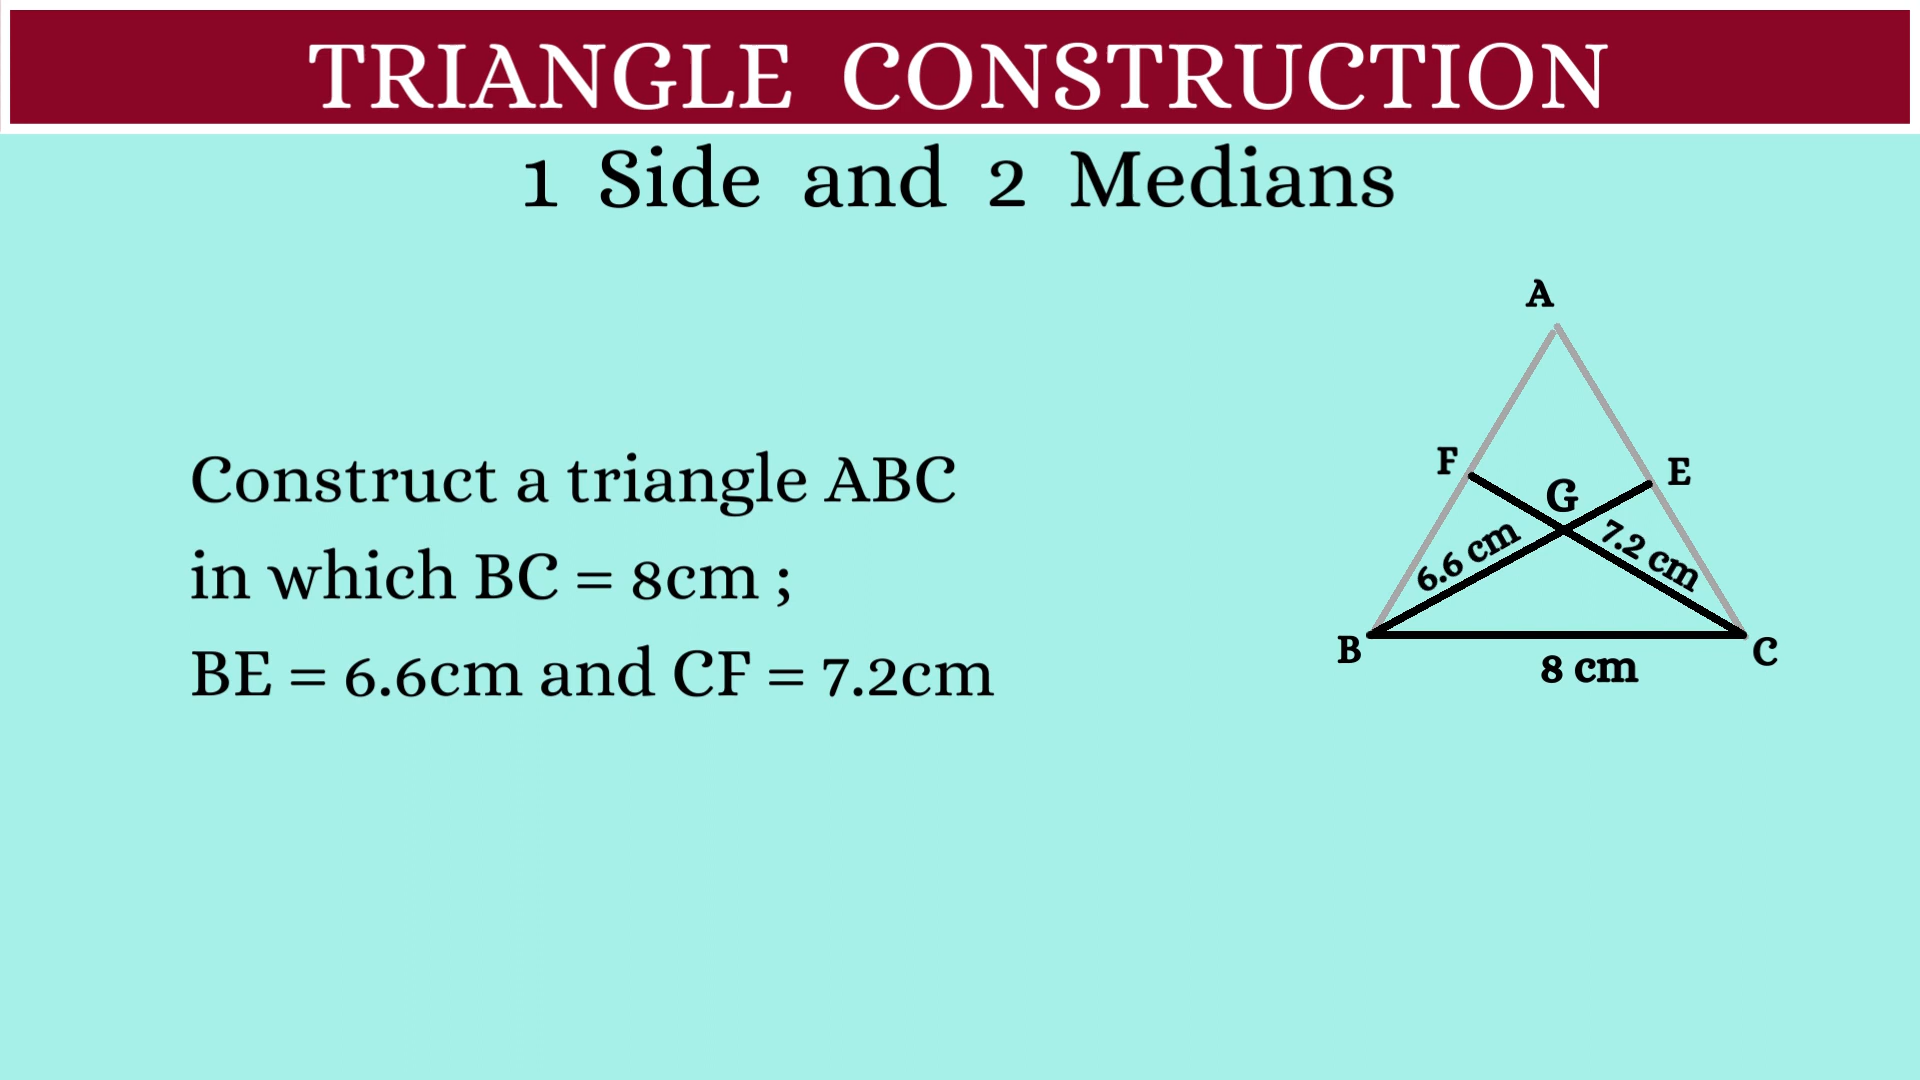 TRIANGLE CONSTRUCTION
1 Side and 2 Medians
Construct a triangle ABC
in which BC = 8cm ;
BE = 6.6cm and CF = 7.2cm
A
F
E
G
6.6 cm
7.2 cm
B
C
8 cm